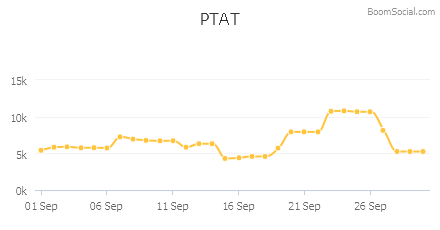 BoomSocial.com
PTAT
15k
10k
5k
0k
01 Sep 06 Sep 11 Sep 16 Sep 21 Sep 26 Sep